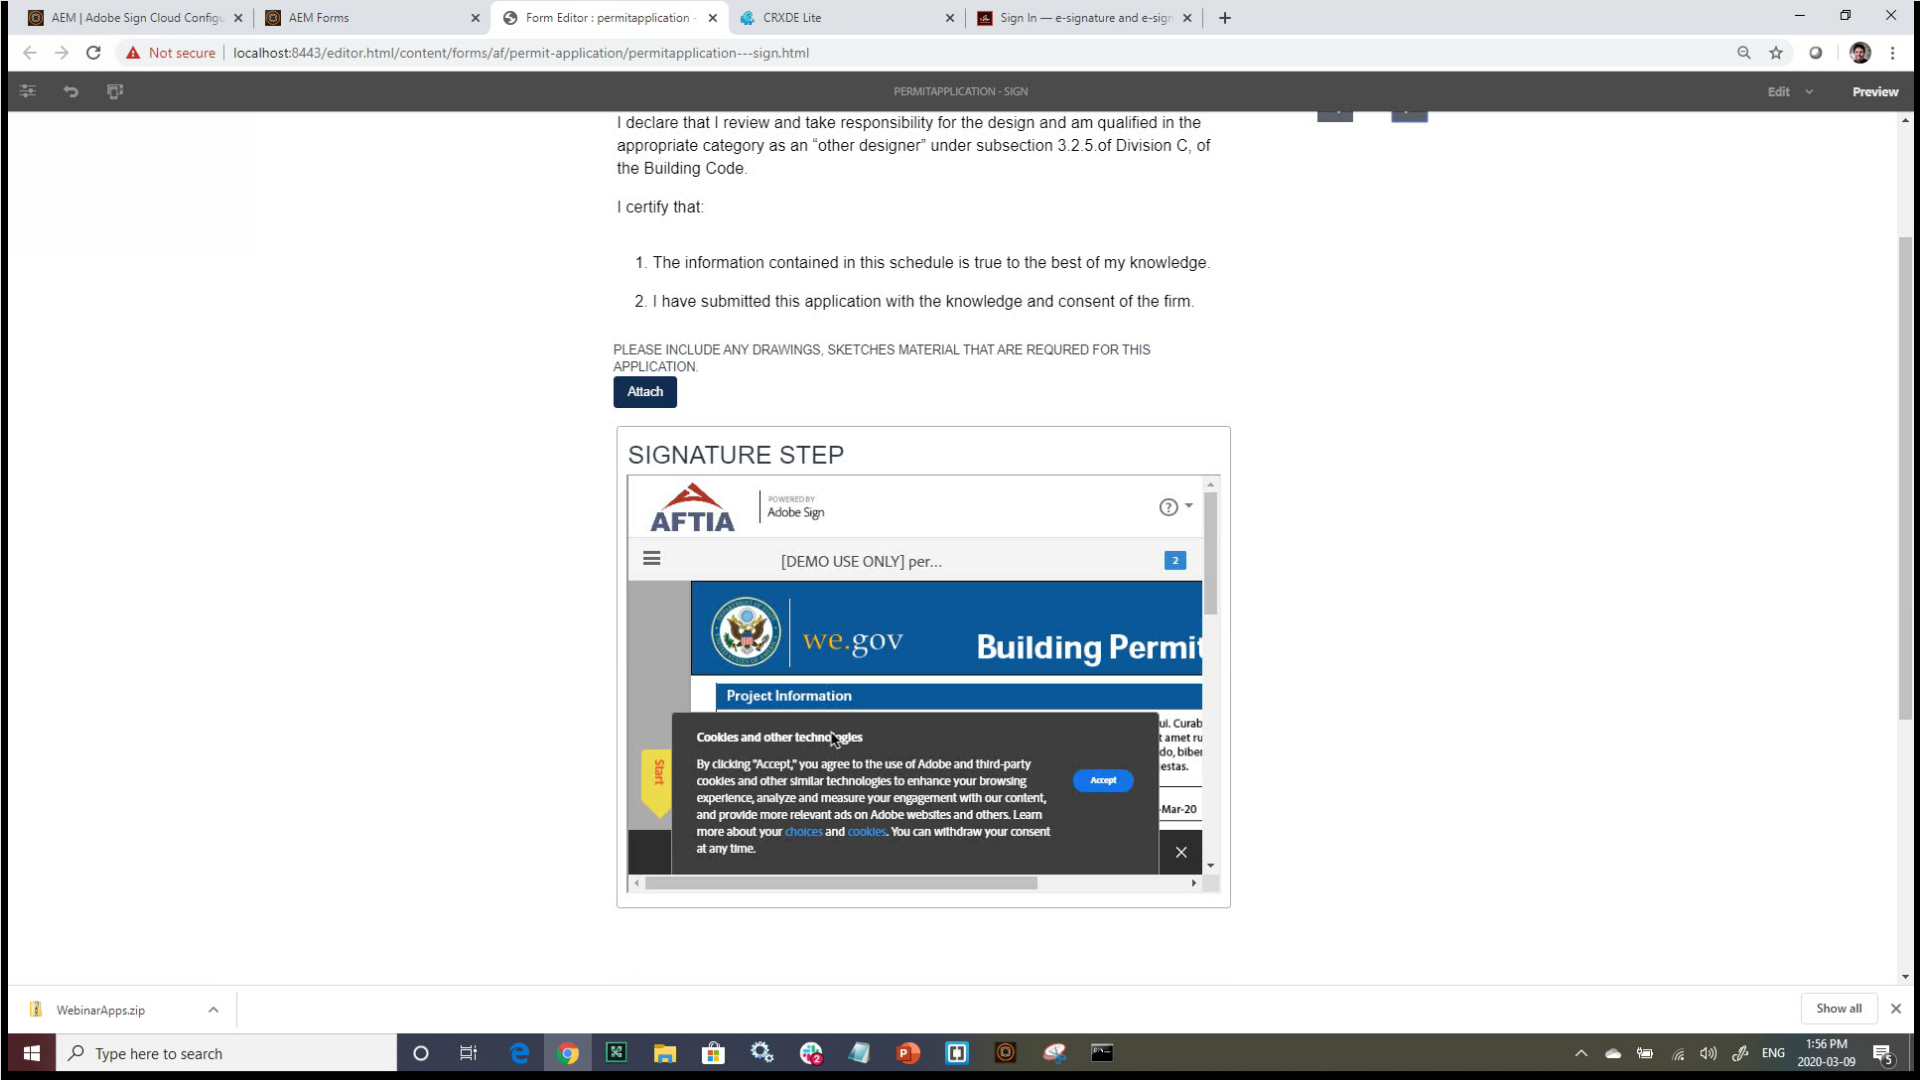 AEM | Adobe Sign Cloud Configu
AEM Forms
Form Editor : permitapplication -
CRXDE Lite
Sign In — e-signature and e-sign
Not secure
localhost:8443/editor.html/content/forms/af/permit-application/permitapplication---sign.html
PERMITAPPLICATION - SIGN
Edit
Preview
I declare that I review and take responsibility for the design and am qualified in the
appropriate category as an “other designer” under subsection 3.2.5.of Division C, of
the Building Code.
I certify that:
1. The information contained in this schedule is true to the best of my knowledge.
2. I have submitted this application with the knowledge and consent of the firm.
PLEASE INCLUDE ANY DRAWINGS, SKETCHES MATERIAL THAT ARE REQURED FOR THIS
APPLICATION.
Attach
SIGNATURE STEP
AFTIA
POWERED BY
Adobe Sign
[DEMO USE ONLY] per...
2
we.gov
Building Permit
Project Information
ui. Curab
t amet ru
do, biber
estas.
-Mar-20
Start
Cookies and other technologies
By clicking "Accept," you agree to the use of Adobe and third-party
cookies and other similar technologies to enhance your browsing
experience, analyze and measure your engagement with our content,
and provide more relevant ads on Adobe websites and others. Learn
more about your choices and cookies. You can withdraw your consent
at any time.
Accept
WebinarApps.zip
Show all
Type here to search
ENG
1:56 PM
2020-03-09
5